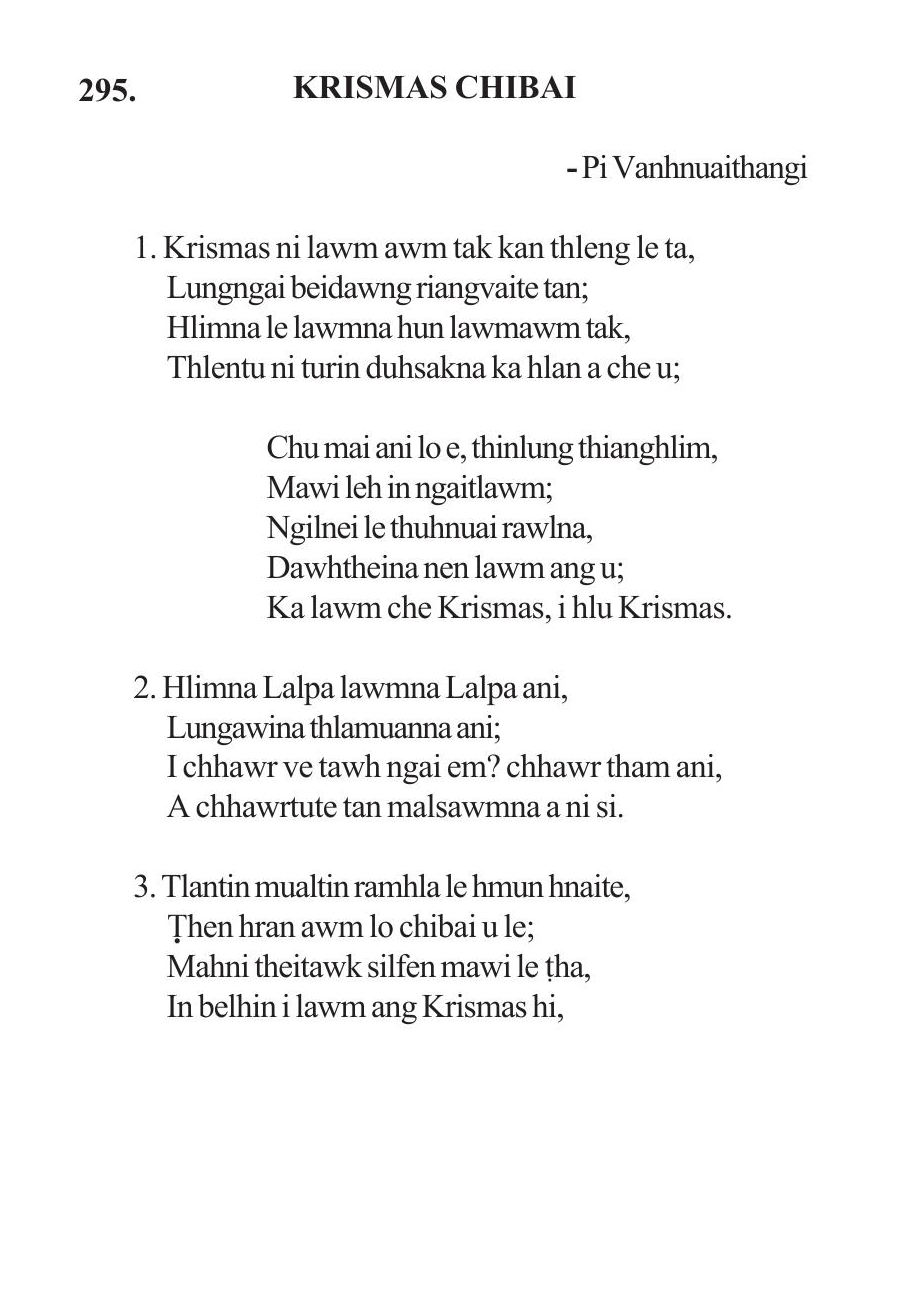 295. KRISMAS CHIBAI
- Pi Vanhnuaithangi
1. Krismas ni lawm awm tak kan thleng le ta,
Lungngai beidawng riangvaite tan;
Hlimna le lawmna hun lawmawm tak,
Thlentu ni turin duhsakna ka hlan a che u;
Chu mai ani lo e, thinlung thianghlim,
Mawi leh in ngaitlawm;
Ngilnei le thuhnuai rawlna,
Dawhtheina nen lawm ang u;
Ka lawm che Krismas, i hlu Krismas.
2. Hlimna Lalpa lawmna Lalpa ani,
Lungawina thlamuanna ani;
I chhawr ve tawh ngai em? chhawr tham ani,
A chhawrtute tan malsawmna a ni si.
3. Tlantin mualtin ramhla le hmun hnaite,
Ṭhen hran awm lo chibai u le;
Mahni theitawk silfen mawi le ṭha,
In belhin i lawm ang Krismas hi,